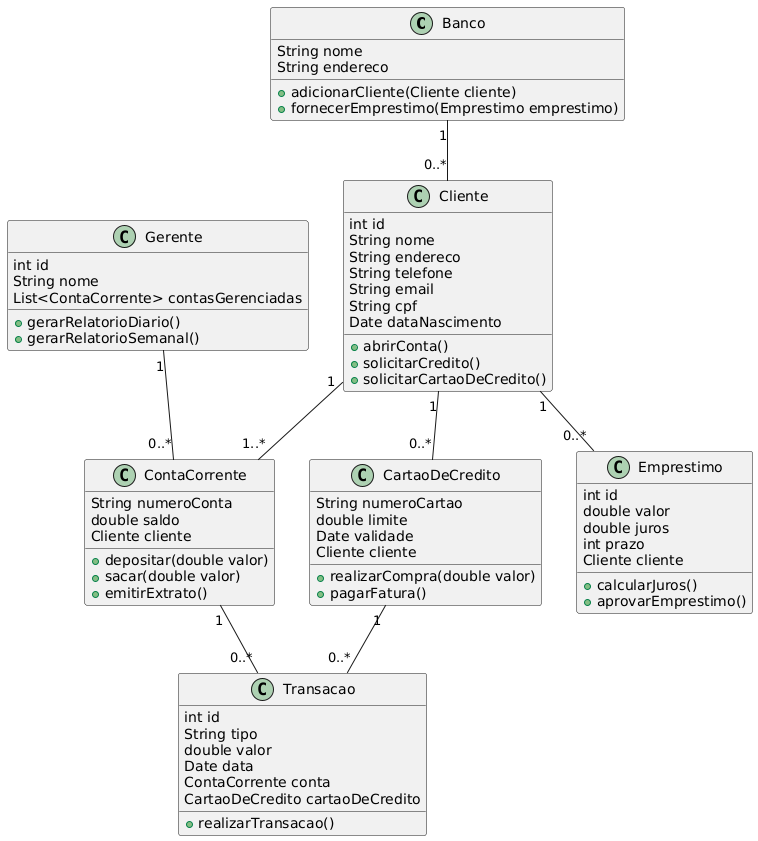 C Banco
String nome
String endereco
adicionarCliente(Cliente cliente)
fornecerEmprestimo(Emprestimo emprestimo)
1
0..*
C Cliente
int id
String nome
String endereco
String telefone
String email
String cpf
Date dataNascimento
abrirConta()
solicitarCredito()
solicitarCartaoDeCredito()
C Gerente
int id
String nome
List<ContaCorrente> contasGerenciadas
gerarRelatorioDiario()
gerarRelatorioSemanal()
1
0..*
1
1..*
1
0..*
1
0..*
C ContaCorrente
String numeroConta
double saldo
Cliente cliente
depositar(double valor)
sacar(double valor)
emitirExtrato()
C CartaoDeCredito
String numeroCartao
double limite
Date validade
Cliente cliente
realizarCompra(double valor)
pagarFatura()
C Emprestimo
int id
double valor
double juros
int prazo
Cliente cliente
calcularJuros()
aprovarEmprestimo()
1
0..*
1
0..*
C Transacao
int id
String tipo
double valor
Date data
ContaCorrente conta
CartaoDeCredito cartaoDeCredito
realizarTransacao()